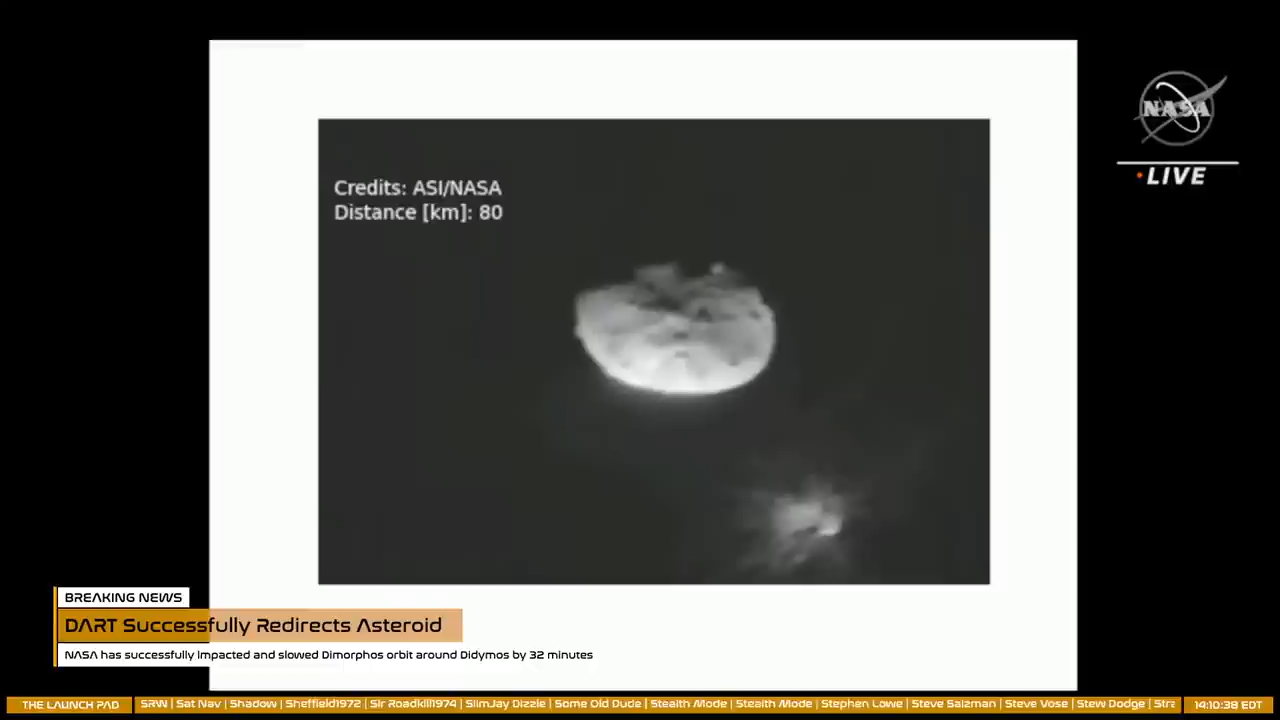 NASA
LIVE
Credits: ASI/NASA
Distance [km]: 80
BREAKING NEWS
DART Successfully Redirects Asteroid
NASA has successfully impacted and slowed Dimorphos orbit around Didymos by 32 minutes
THE LAUNCH PAD
SRW | Sat Nav | Shadow | Sheffield1972 | Sir Roadkill1974 | SlimJay Dizzle | Some Old Dude | Stealth Mode | Stealth Mode | Stephen Lowe | Steve Salzman | Steve Vose | Stew Dodge | Stra
14:10:38 EDT